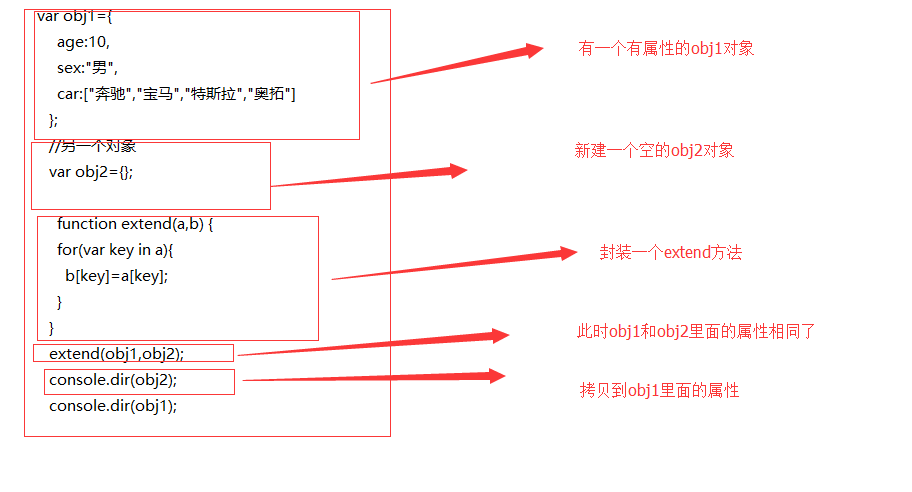 var obj1={
age:10,
sex:"男",
car:["奔驰","宝马","特斯拉","奥拓"]
};
//另一个对象
var obj2={};
function extend(a,b) {
for(var key in a){
b[key]=a[key];
}
}
extend(obj1,obj2);
console.dir(obj2);
console.dir(obj1);
有一个有属性的obj1对象
新建一个空的obj2对象
封装一个extend方法
此时obj1和obj2里面的属性相同了
拷贝到obj1里面的属性